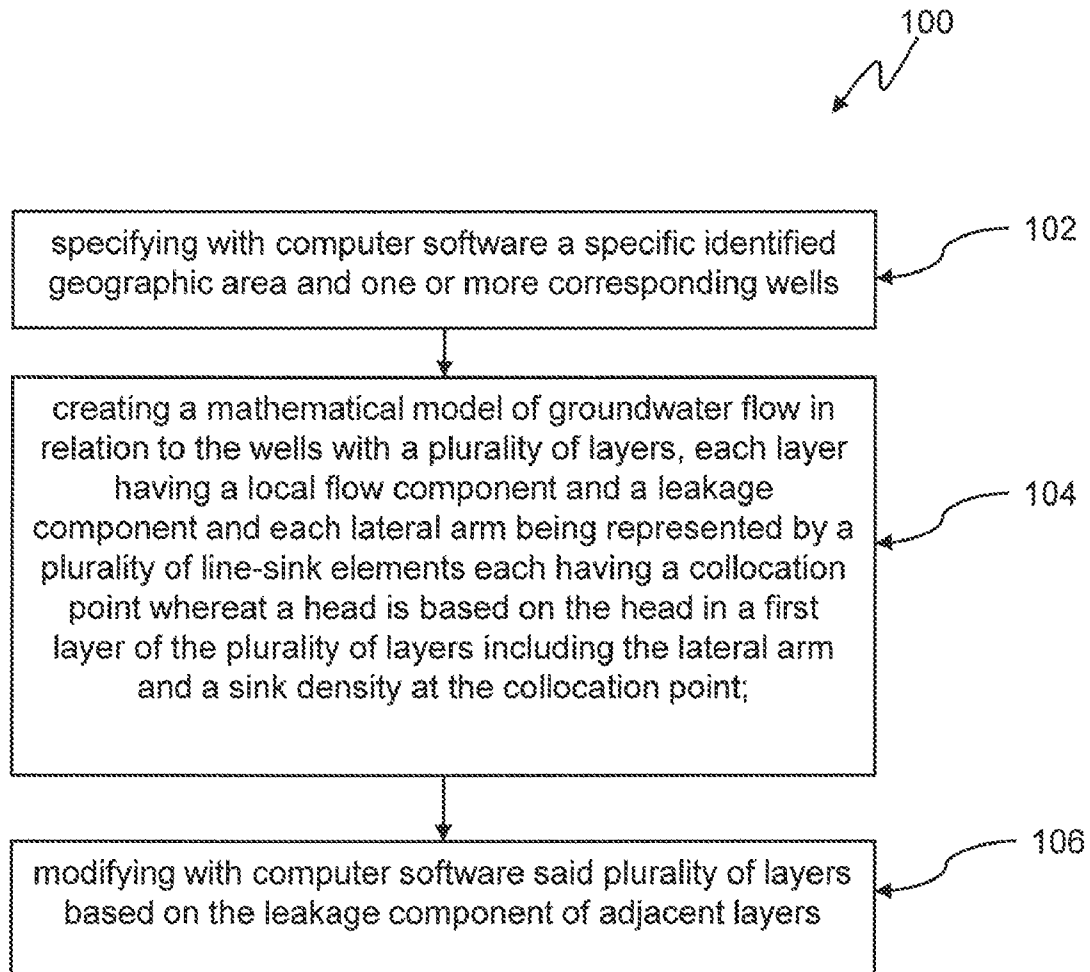 100
specifying with computer software a specific identified
geographic area and one or more corresponding wells
102
creating a mathematical model of groundwater flow in
relation to the wells with a plurality of layers, each layer
having a local flow component and a leakage
component and each lateral arm being represented by a
plurality of line-sink elements each having a collocation
point whereat a head is based on the head in a first
layer of the plurality of layers including the lateral arm
and a sink density at the collocation point;
104
modifying with computer software said plurality of layers
based on the leakage component of adjacent layers
106